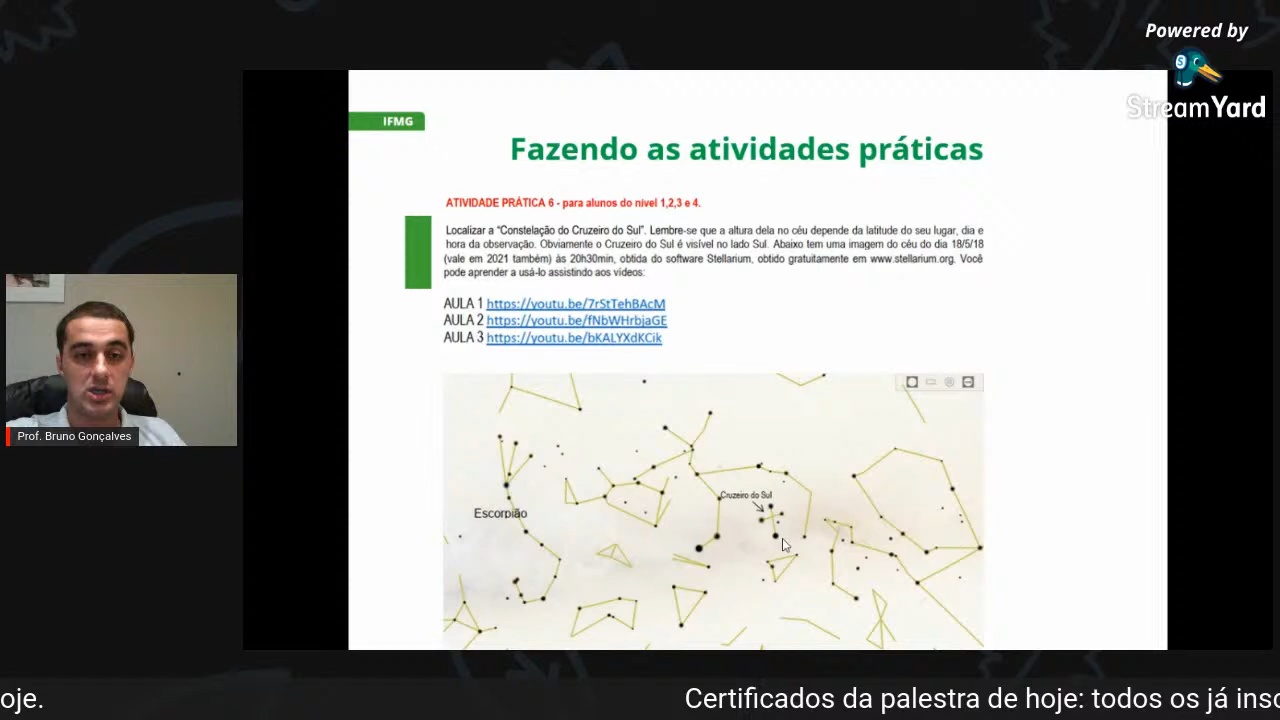 Powered by
StreamYard
IFMG
Fazendo as atividades práticas
ATIVIDADE PRÁTICA 6 - para alunos do nível 1,2,3 e 4.
Localizar a “Constelação do Cruzeiro do Sul”. Lembre-se que a altura dela no céu depende da latitude do seu lugar, dia e
hora da observação. Obviamente o Cruzeiro do Sul é visível no lado Sul. Abaixo tem uma imagem do céu do dia 18/5/18
(vale em 2021 também) às 20h30min, obtida do software Stellarium, obtido gratuitamente em www.stellarium.org. Você
pode aprender a usá-lo assistindo aos vídeos:
AULA 1 https://youtu.be/7rStTehBAcM
AULA 2 https://youtu.be/fNbWHrbjaGE
AULA 3 https://youtu.be/bKALYXdKCik
Cruzeiro do Sul
Escorpião
Prof. Bruno Gonçalves
oje. Certificados da palestra de hoje: todos os já insc